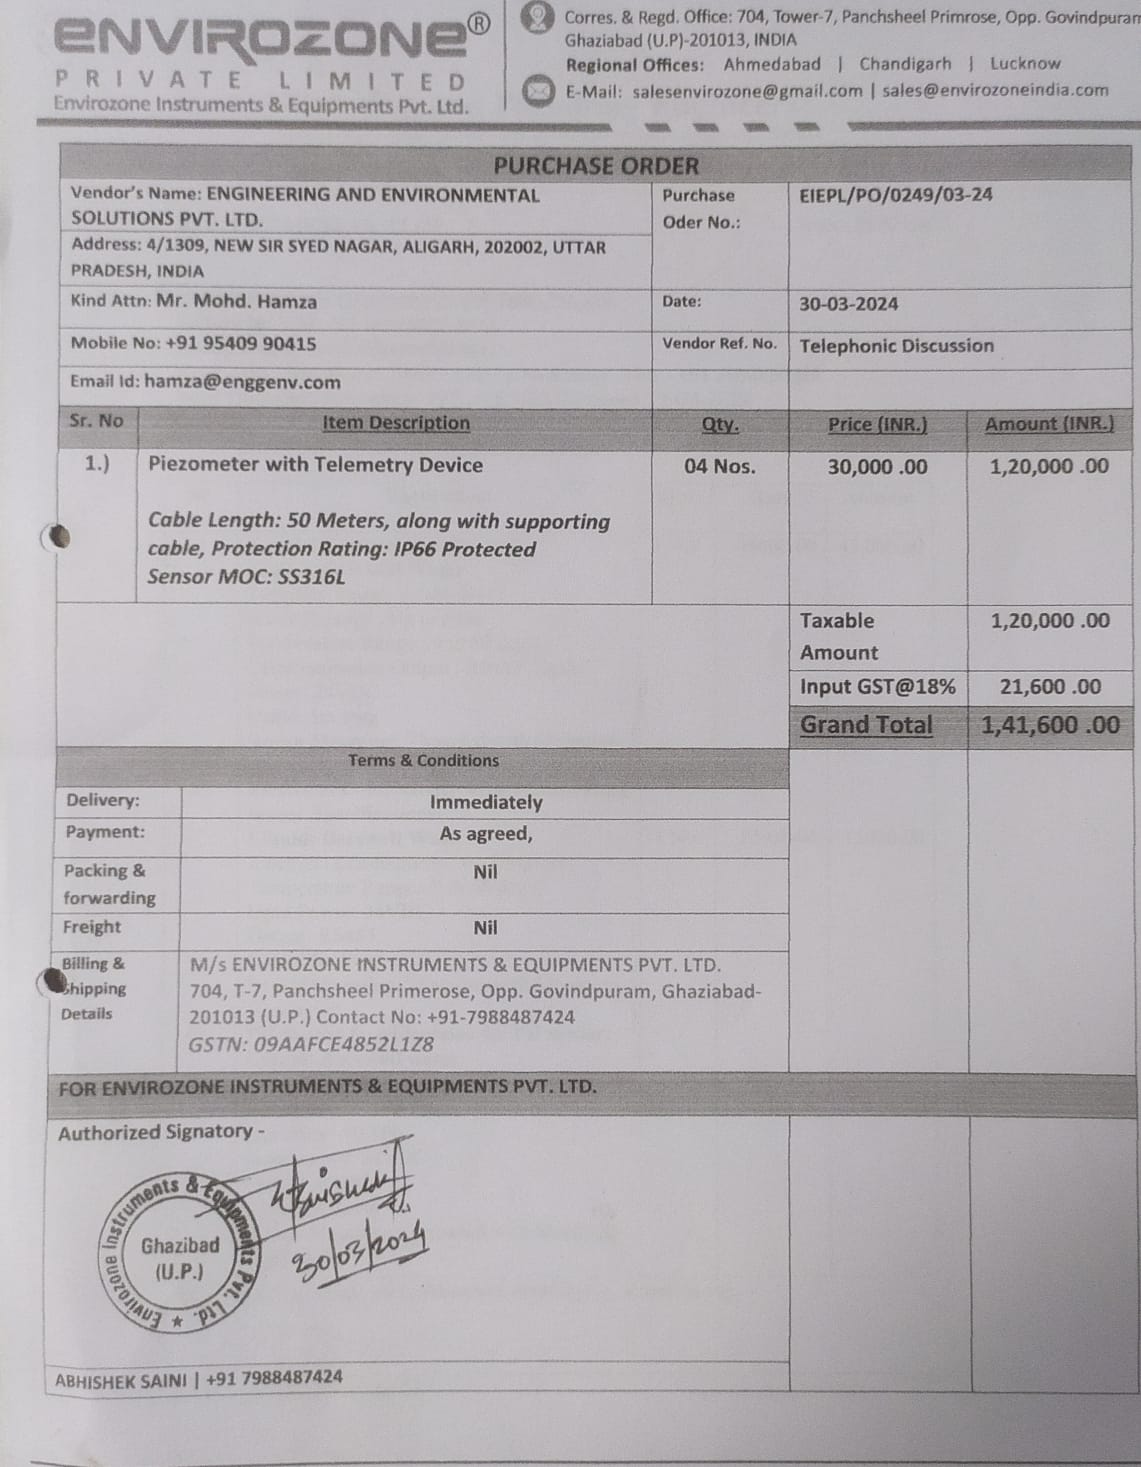 ENVIROZONE®
PRIVATE LIMITED
Envirozone Instruments & Equipments Pvt. Ltd.
Corres. & Regd. Office: 704, Tower-7, Panchsheel Primrose, Opp. Govindpuram
Ghaziabad (U.P)-201013, INDIA
Regional Offices: Ahmedabad | Chandigarh | Lucknow
E-Mail: salesenvirozone@gmail.com | sales@envirozoneindia.com
PURCHASE ORDER
Vendor's Name: ENGINEERING AND ENVIRONMENTAL
SOLUTIONS PVT. LTD.
Purchase
Oder No.:
EIEPL/PO/0249/03-24
Address: 4/1309, NEW SIR SYED NAGAR, ALIGARH, 202002, UTTAR
PRADESH, INDIA
Kind Attn: Mr. Mohd. Hamza
Date:
30-03-2024
Mobile No: +91 95409 90415
Vendor Ref. No.
Telephonic Discussion
Email Id: hamza@enggenv.com
Sr. No Item Description Qty. Price (INR.) Amount (INR.)
1.) Piezometer with Telemetry Device 04 Nos. 30,000 .00 1,20,000 .00
Cable Length: 50 Meters, along with supporting
cable, Protection Rating: IP66 Protected
Sensor MOC: SS316L
Taxable
Amount
1,20,000 .00
Input GST@18% 21,600 .00
Grand Total 1,41,600 .00
Terms & Conditions
Delivery: Immediately
Payment: As agreed,
Packing &
forwarding
Nil
Freight Nil
Billing &
Shipping
Details
M/s ENVIROZONE INSTRUMENTS & EQUIPMENTS PVT. LTD.
704, T-7, Panchsheel Primerose, Opp. Govindpuram, Ghaziabad-
201013 (U.P.) Contact No: +91-7988487424
GSTN: 09AAFCE4852L1Z8
FOR ENVIROZONE INSTRUMENTS & EQUIPMENTS PVT. LTD.
Authorized Signatory -
Envirozone Instruments & Equipments Pvt. Ltd. ★
Ghazibad
(U.P.)
Abhishek
30/03/2024
ABHISHEK SAINI | +91 7988487424